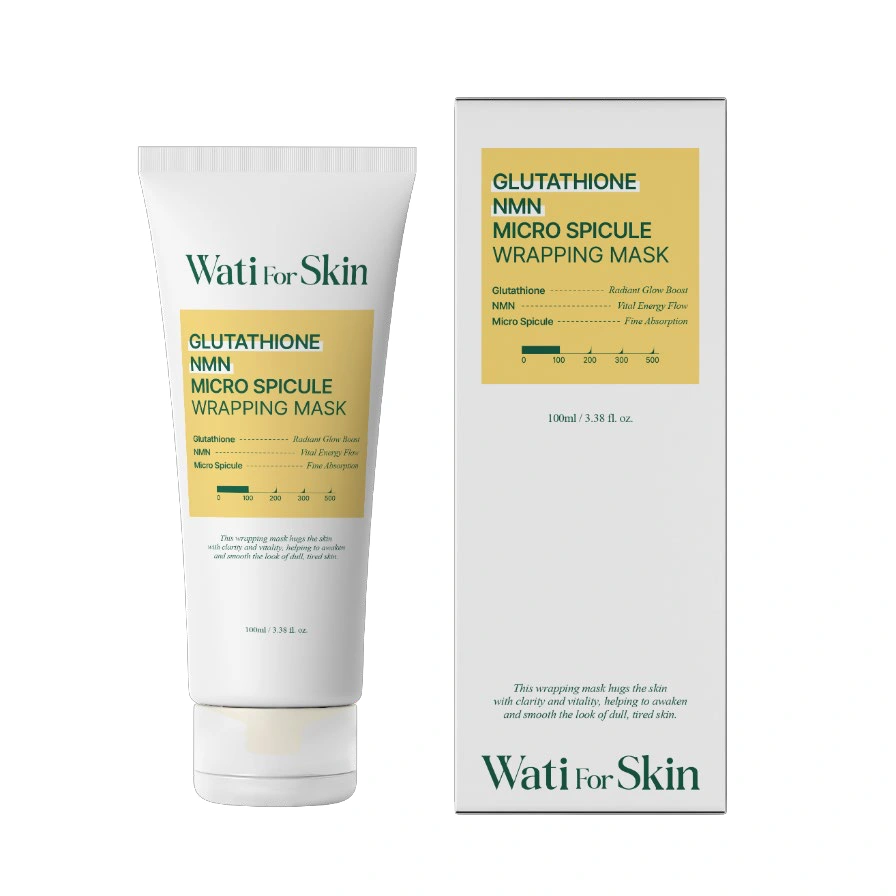 Wati For Skin
GLUTATHIONE
NMN
MICRO SPICULE
WRAPPING MASK
Glutathione Radiant Glow Boost
NMN Vital Energy Flow
Micro Spicule Fine Absorption
0 100 200 300 500
This wrapping mask hugs the skin
with clarity and vitality, helping to awaken
and smooth the look of dull, tired skin.
100ml / 3.38 fl. oz.
GLUTATHIONE
NMN
MICRO SPICULE
WRAPPING MASK
Glutathione Radiant Glow Boost
NMN Vital Energy Flow
Micro Spicule Fine Absorption
0 100 200 300 500
100ml / 3.38 fl. oz.
This wrapping mask hugs the skin
with clarity and vitality, helping to awaken
and smooth the look of dull, tired skin.
Wati For Skin